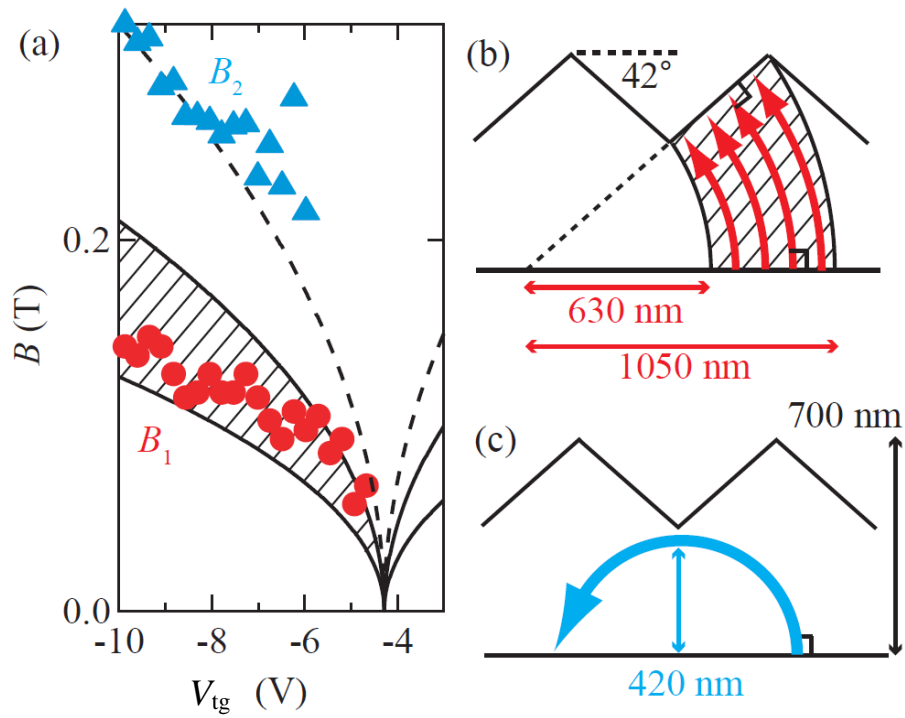 (a)
B₂
0.2
B (T)
B₁
0.0
-10
-8
-6
-4
Vtg (V)
(b)
42°
630 nm
1050 nm
700 nm
(c)
420 nm